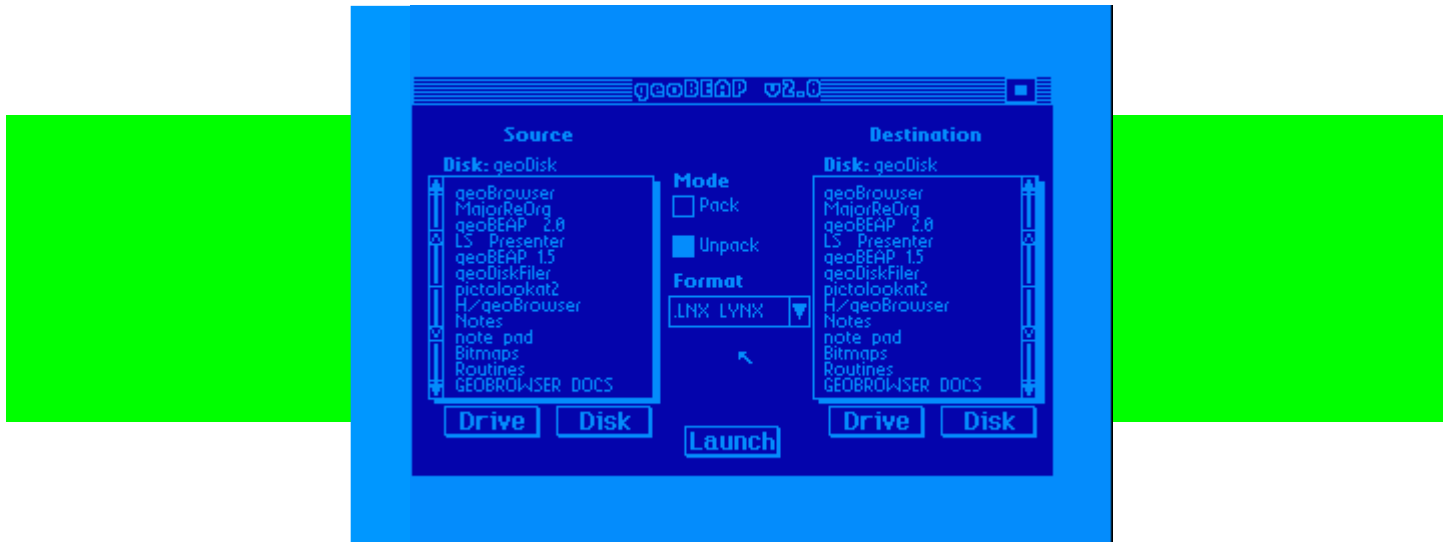 geoBEAP v2.0
Source
Disk: geoDisk
geoBrowser
MajorReOrg
geoBEAP 2.0
LS Presenter
geoBEAP 1.5
geoDiskFiler
pictolookat2
H/geoBrowser
Notes
note pad
Bitmaps
Routines
GEOBROWSER DOCS
Drive Disk
Mode
Pack
Unpack
Format
.LNX LYNX
Launch
Destination
Disk: geoDisk
geoBrowser
MajorReOrg
geoBEAP 2.0
LS Presenter
geoBEAP 1.5
geoDiskFiler
pictolookat2
H/geoBrowser
Notes
note pad
Bitmaps
Routines
GEOBROWSER DOCS
Drive Disk